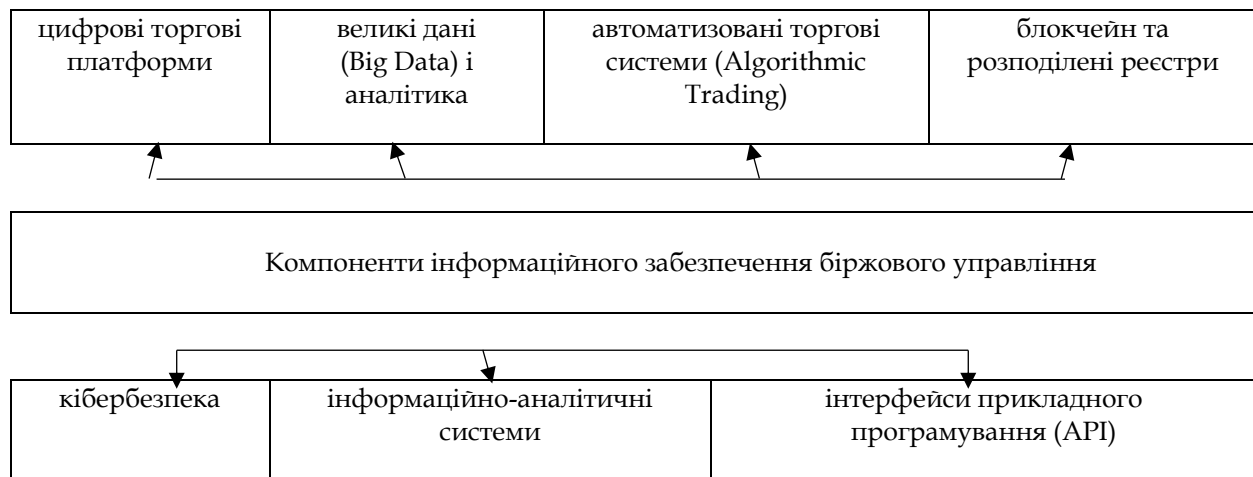 цифрові торгові
платформи
великі дані
(Big Data) і
аналітика
автоматизовані торгові
системи (Algorithmic
Trading)
блокчейн та
розподілені реєстри
Компоненти інформаційного забезпечення біржового управління
кібербезпека
інформаційно-аналітичні
системи
інтерфейси прикладного
програмування (API)